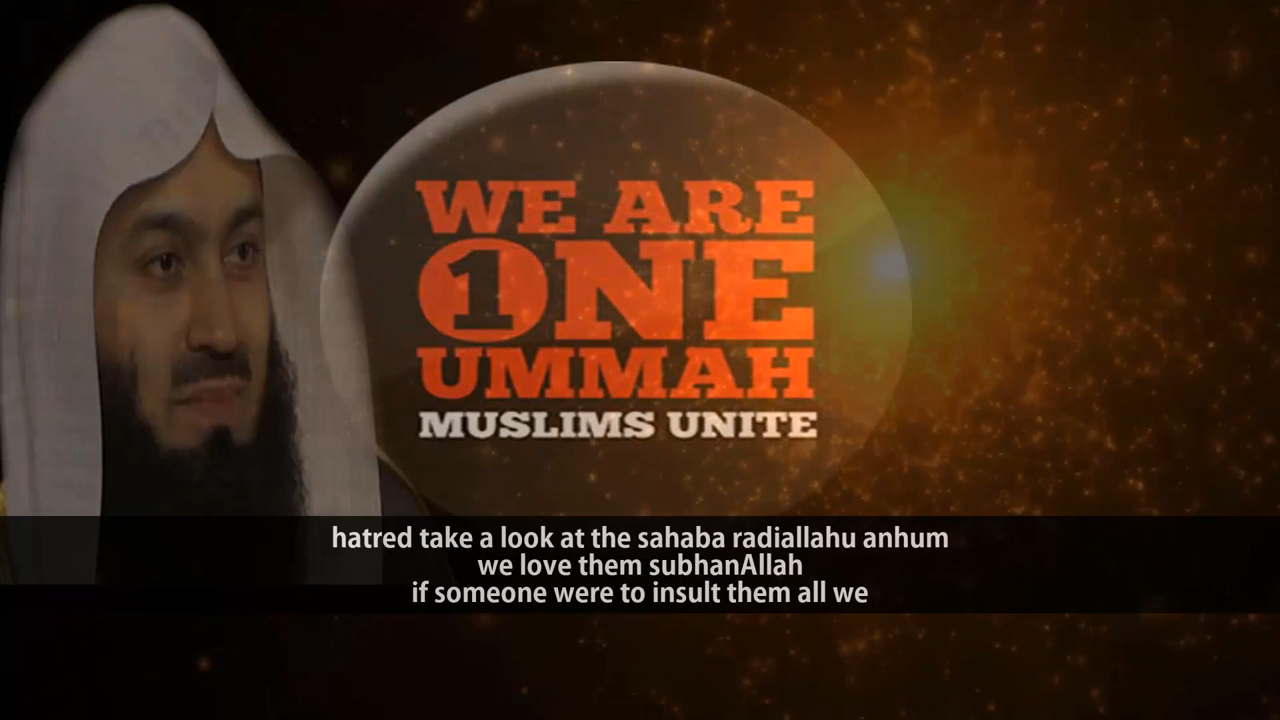 WE ARE
1NE
UMMAH
MUSLIMS UNITE
hatred take a look at the sahaba radiallahu anhum
we love them subhanAllah
if someone were to insult them all we